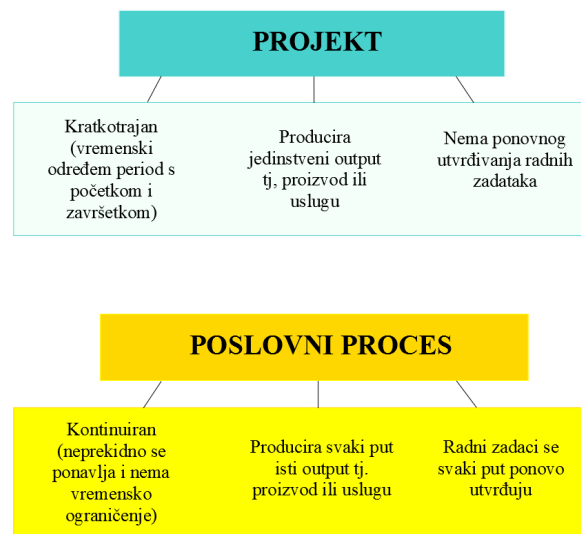 PROJEKT
Kratkotrajan
(vremenski
određem period s
početkom i
završetkom)
Producira
jedinstveni output
tj, proizvod ili
uslugu
Nema ponovnog
utvrđivanja radnih
zadataka
POSLOVNI PROCES
Kontinuiran
(neprekidno se
ponavlja i nema
vremensko
ograničenje)
Producira svaki put
isti output tj.
proizvod ili uslugu
Radni zadaci se
svaki put ponovo
utvrđuju